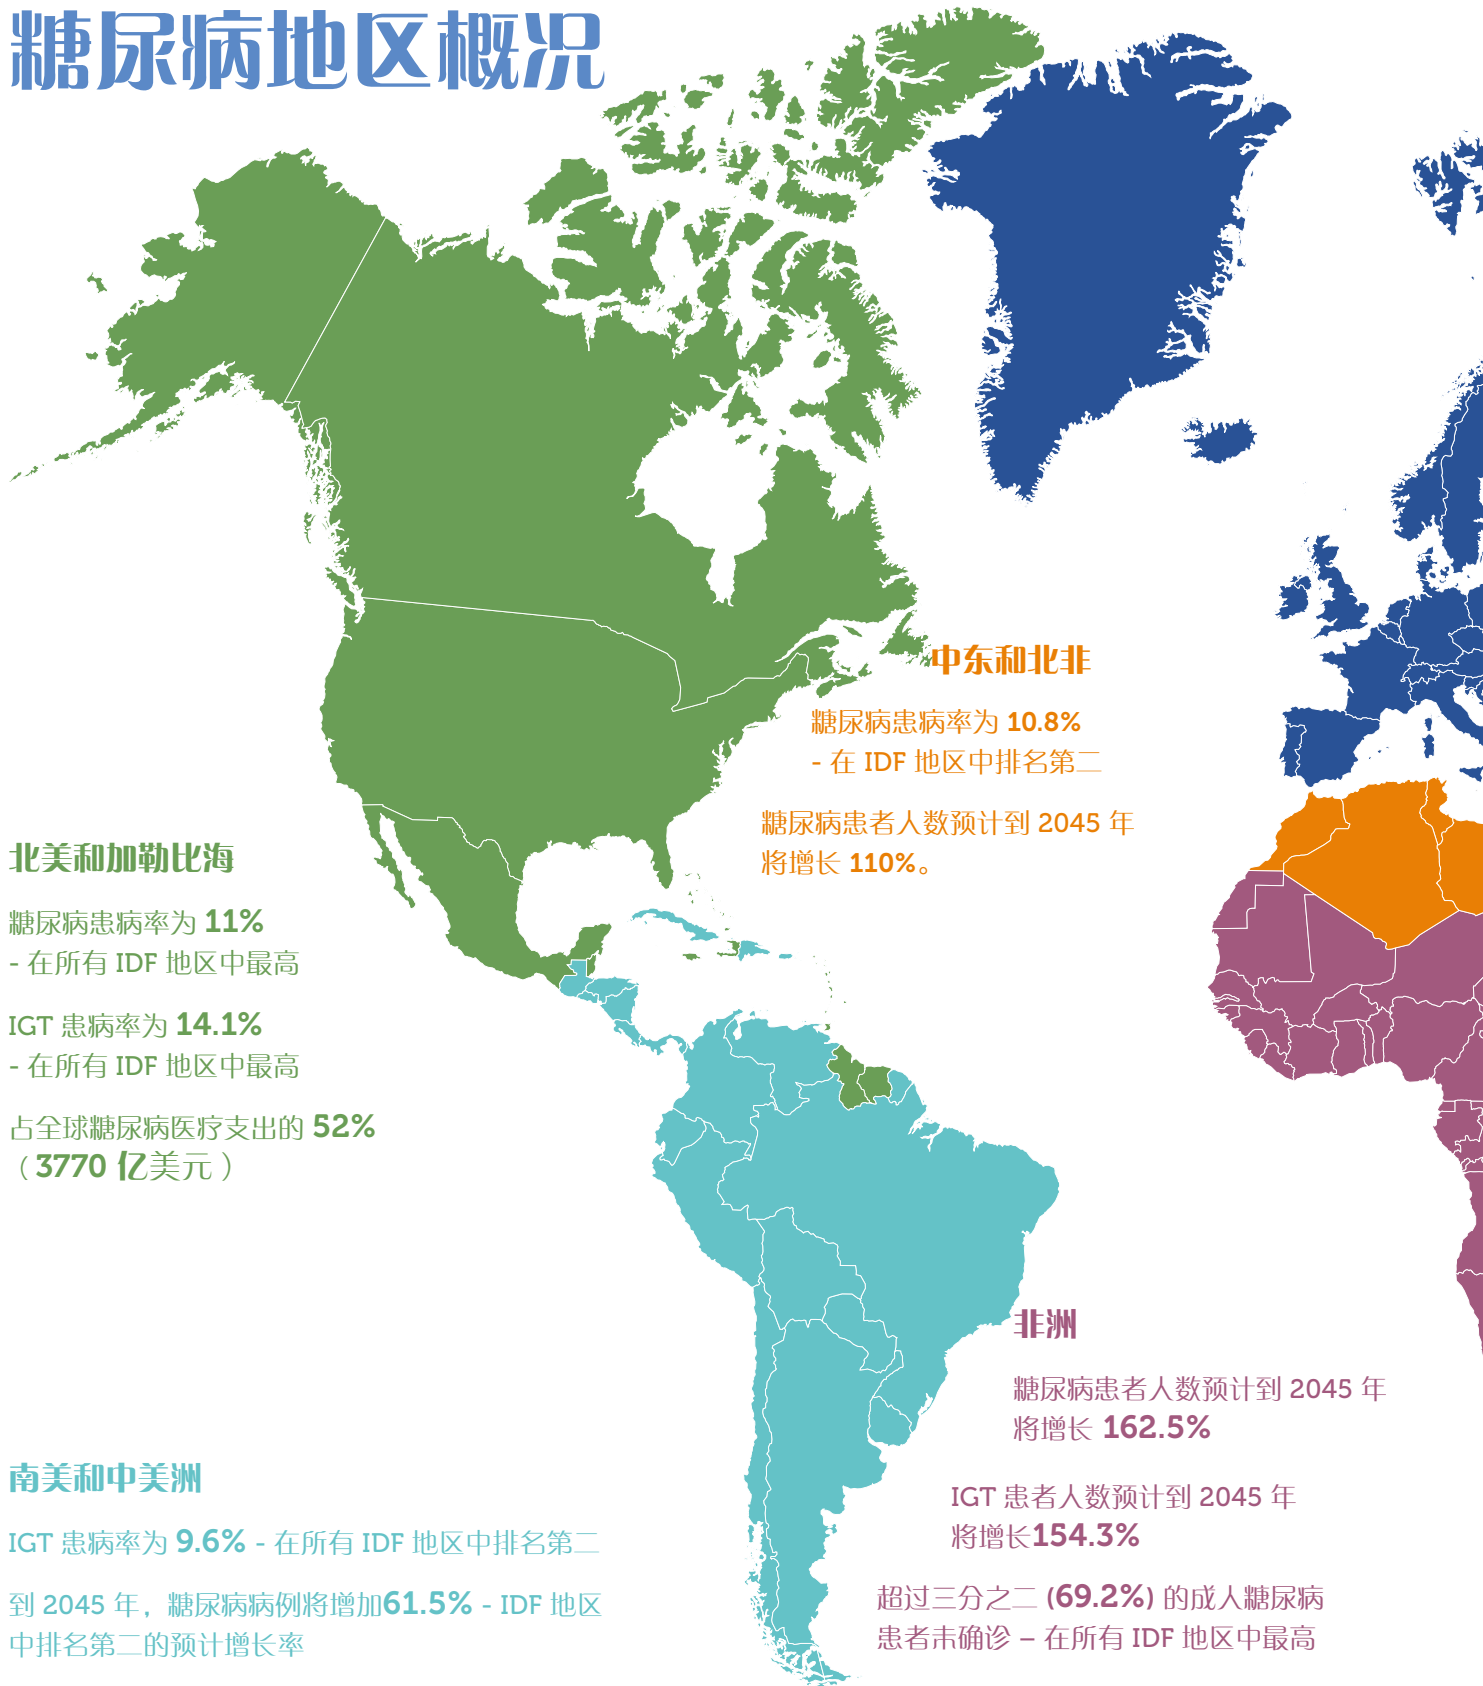 糖尿病地区概况
中东和北非
糖尿病患病率为 10.8%
- 在 IDF 地区中排名第二
糖尿病患者人数预计到 2045 年
将增长 110%。
北美和加勒比海
糖尿病患病率为 11%
- 在所有 IDF 地区中最高
IGT 患病率为 14.1%
- 在所有 IDF 地区中最高
占全球糖尿病医疗支出的 52%
（3770 亿美元）
非洲
糖尿病患者人数预计到 2045 年
将增长 162.5%
IGT 患者人数预计到 2045 年
将增长154.3%
超过三分之二 (69.2%) 的成人糖尿病
患者未确诊 – 在所有 IDF 地区中最高
南美和中美洲
IGT 患病率为 9.6% - 在所有 IDF 地区中排名第二
到 2045 年，糖尿病病例将增加61.5% - IDF 地区
中排名第二的预计增长率